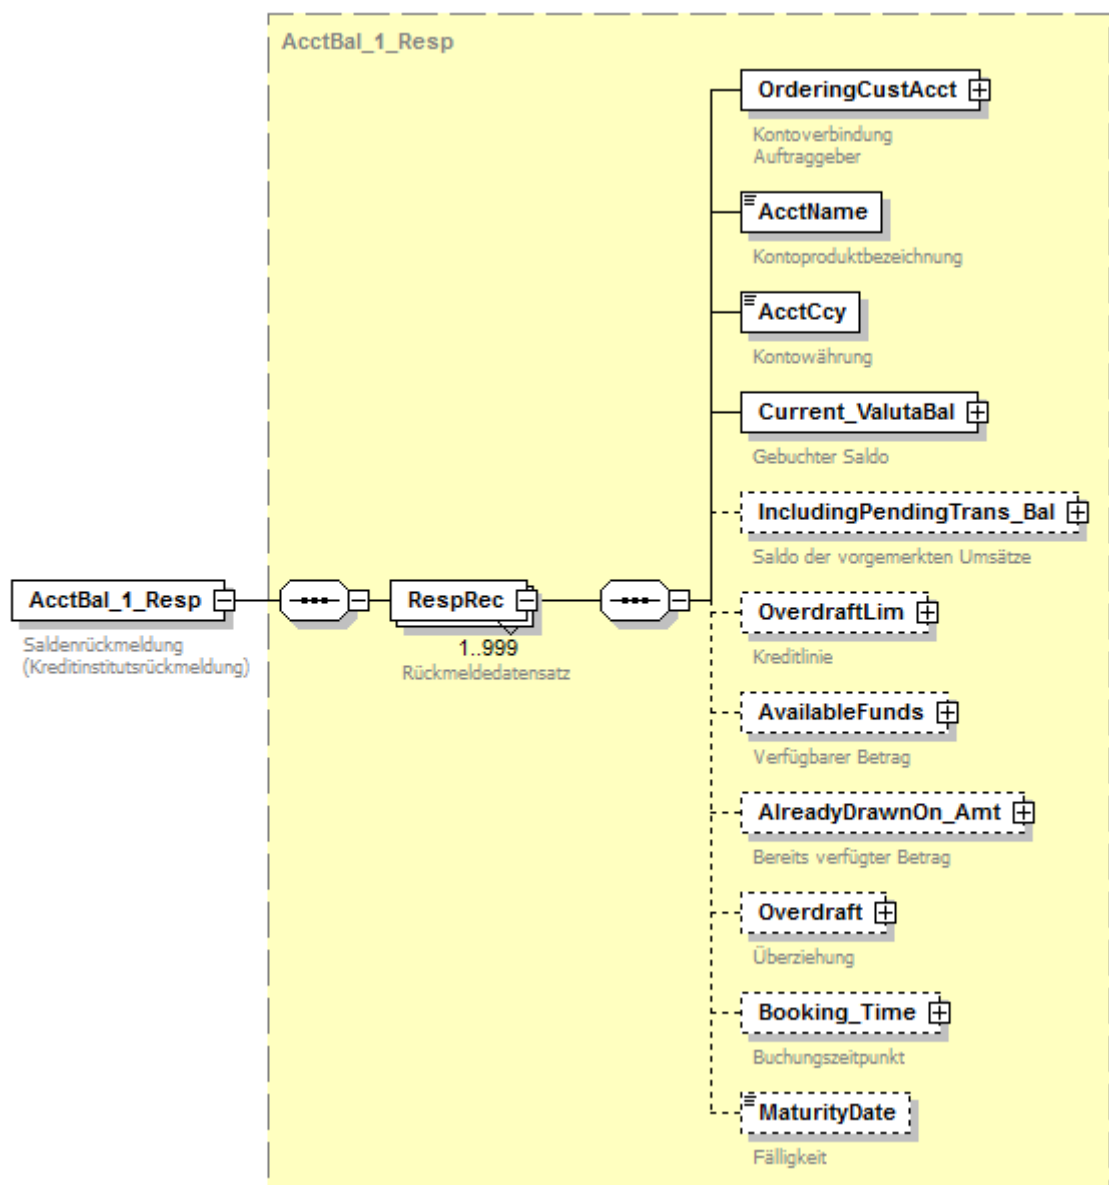 AcctBal_1_Resp
OrderingCustAcct
Kontoverbindung
Auftraggeber
AcctName
Kontoproduktbezeichnung
AcctCcy
Kontowährung
Current_ValutaBal
Gebuchter Saldo
IncludingPendingTrans_Bal
Saldo der vorgemerkten Umsätze
AcctBal_1_Resp
Saldenrückmeldung
(Kreditinstitutsrückmeldung)
RespRec
1..999
Rückmeldedatensatz
OverdraftLim
Kreditlinie
AvailableFunds
Verfügbarer Betrag
AlreadyDrawnOn_Amt
Bereits verfügter Betrag
Overdraft
Überziehung
Booking_Time
Buchungszeitpunkt
MaturityDate
Fälligkeit